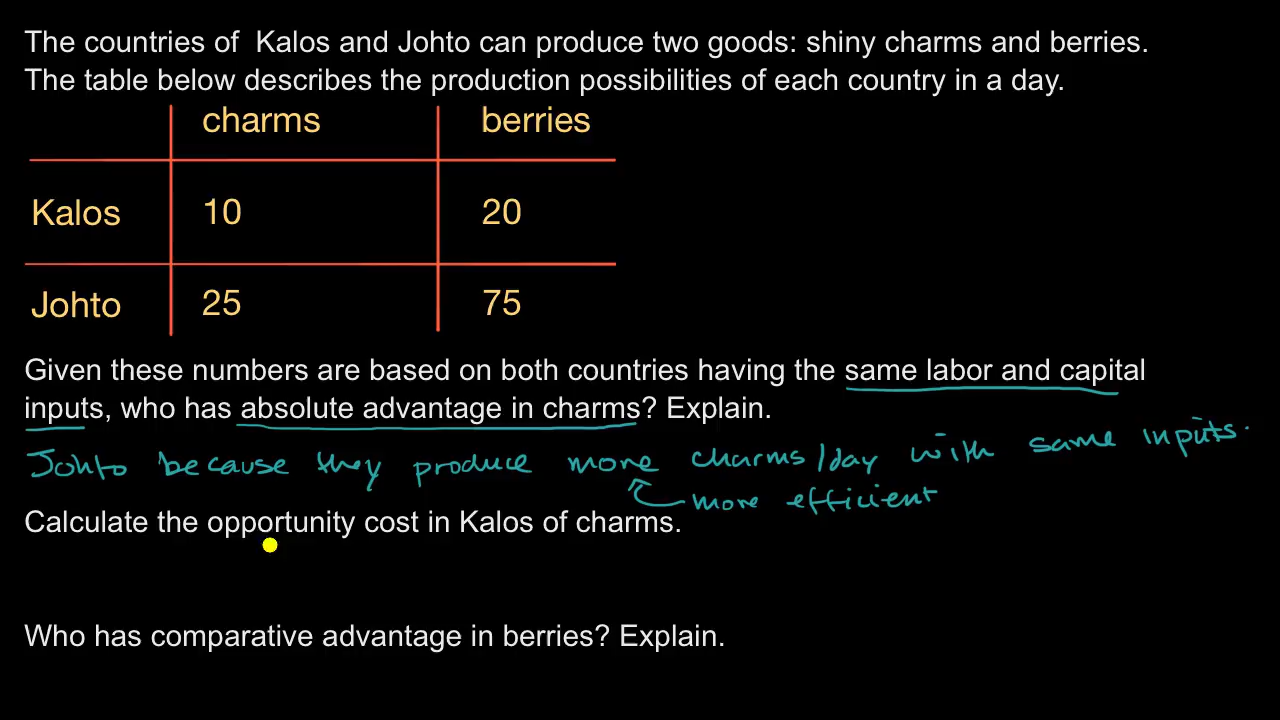 The countries of Kalos and Johto can produce two goods: shiny charms and berries.
The table below describes the production possibilities of each country in a day.
charms berries
Kalos 10 20
Johto 25 75
Given these numbers are based on both countries having the same labor and capital
inputs, who has absolute advantage in charms? Explain.
Johto because they produce more charms/day with same inputs.
more efficient
Calculate the opportunity cost in Kalos of charms.
Who has comparative advantage in berries? Explain.